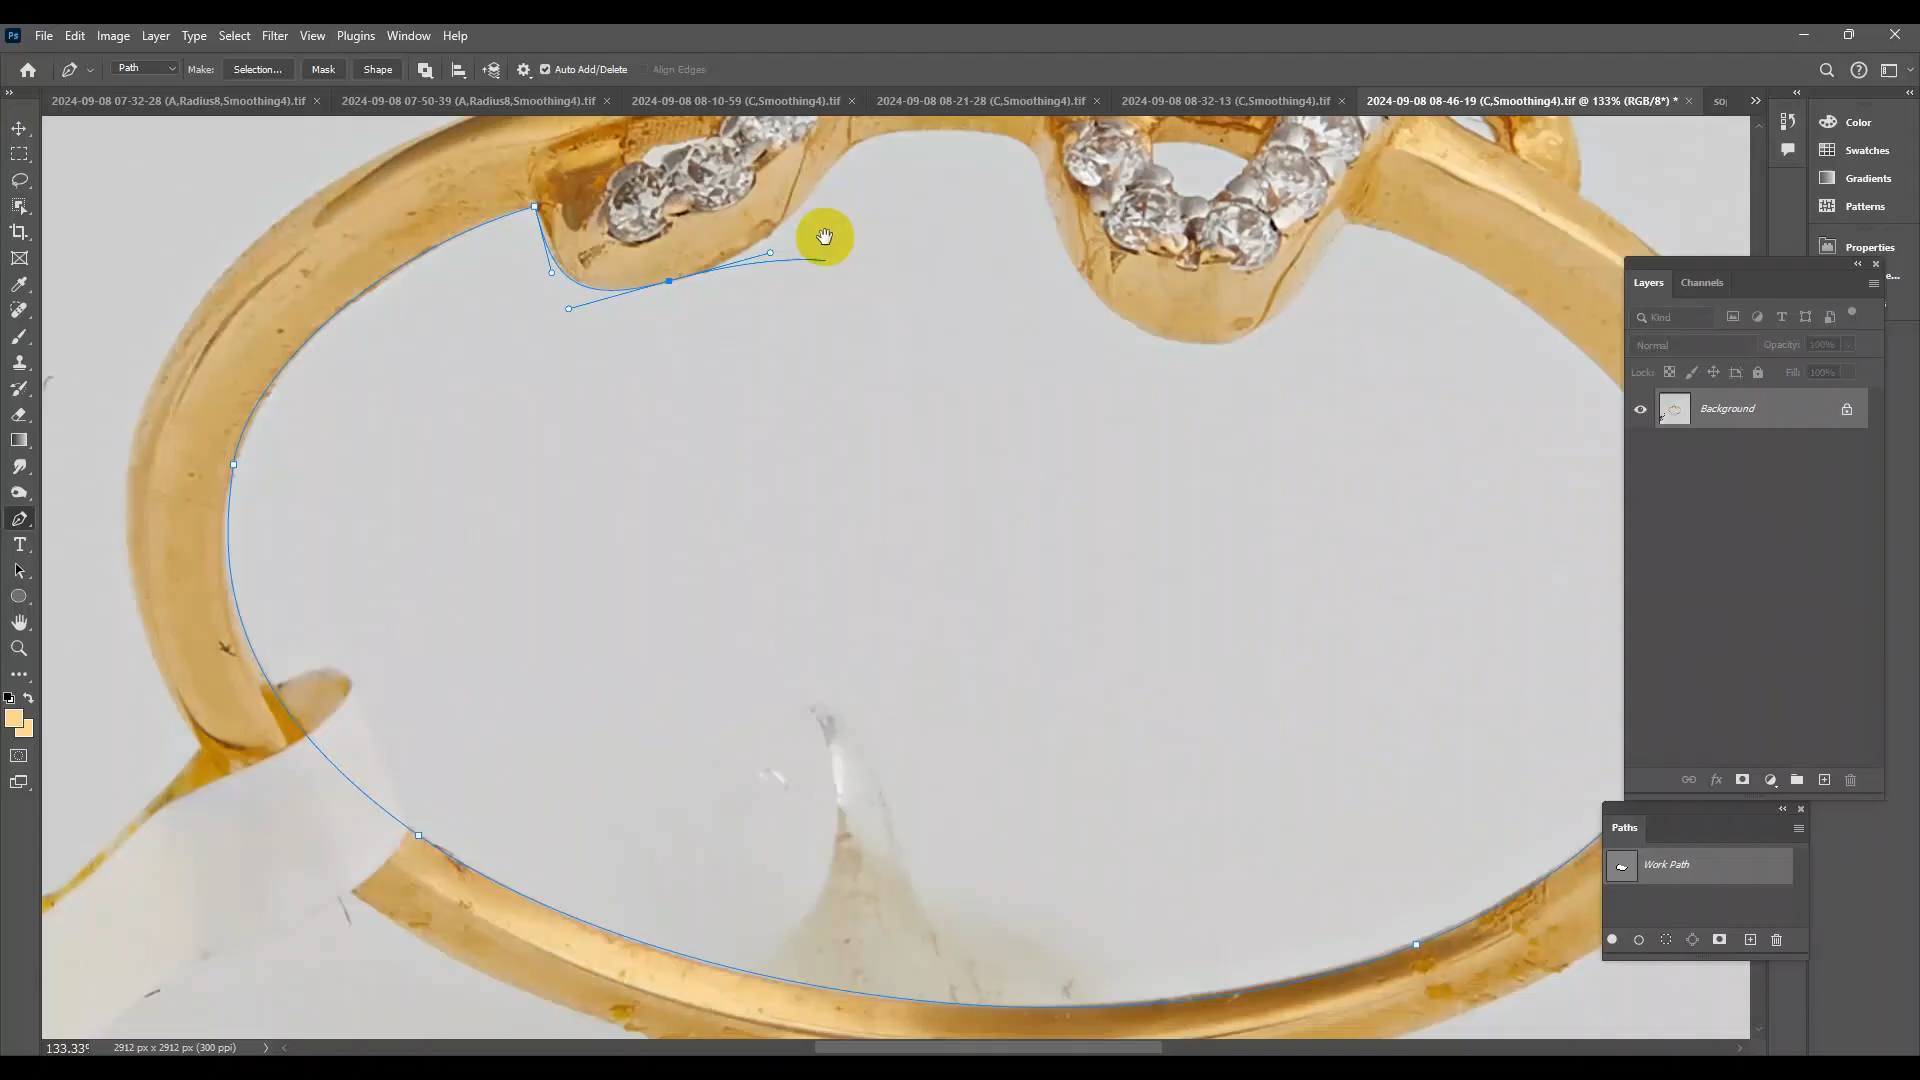 Ps File Edit Image Layer Type Select Filter View Plugins Window Help
Path Make: Selection... Mask Shape Auto Add/Delete Align Edges
2024-09-08 07-32-28 (A,Radius8,Smoothing4).tif 2024-09-08 07-50-39 (A,Radius8,Smoothing4).tif 2024-09-08 08-10-59 (C,Smoothing4).tif 2024-09-08 08-21-28 (C,Smoothing4).tif 2024-09-08 08-32-13 (C,Smoothing4).tif 2024-09-08 08-46-19 (C,Smoothing4).tif @ 133% (RGB/8*) *
Color
Swatches
Gradients
Patterns
Properties
Layers Channels
Kind
Normal Opacity: 100%
Lock: Fill: 100%
Background
Paths
Work Path
133.33% 2912 px x 2912 px (300 ppi)